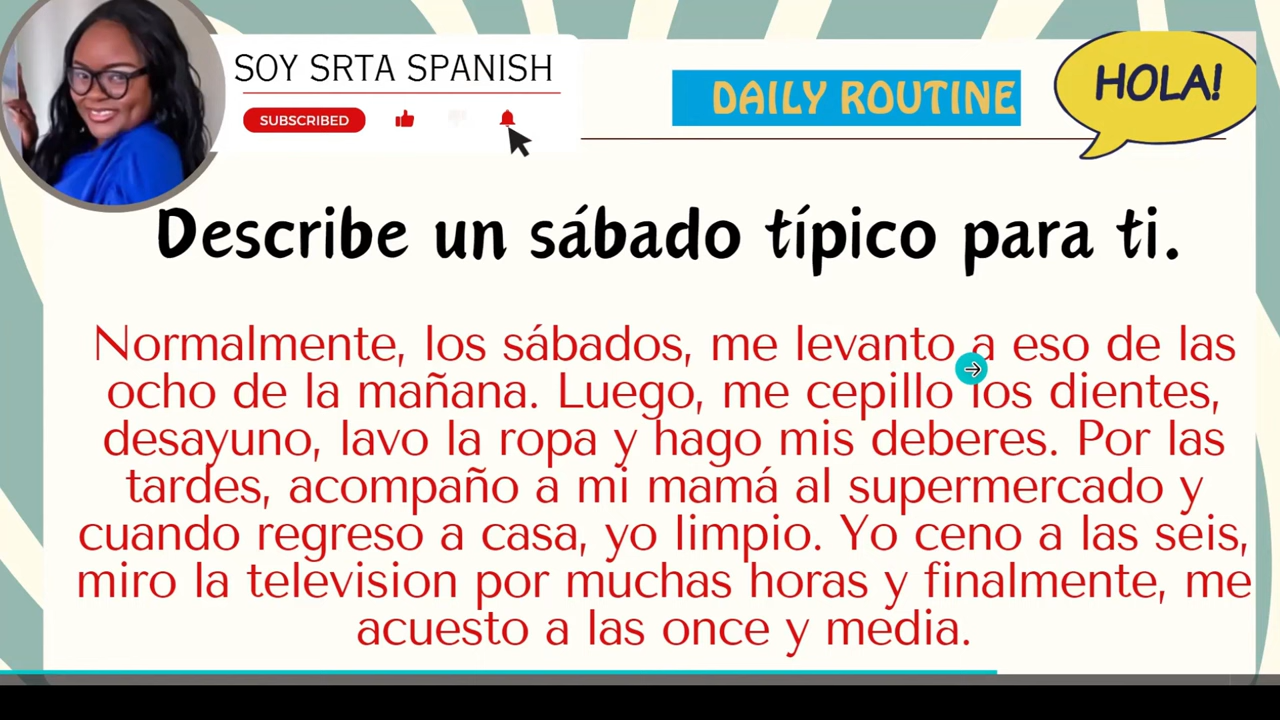 SOY SRTA SPANISH
SUBSCRIBED
DAILY ROUTINE
HOLA!
Describe un sábado típico para ti.
Normalmente, los sábados, me levanto a eso de las
ocho de la mañana. Luego, me cepillo los dientes,
desayuno, lavo la ropa y hago mis deberes. Por las
tardes, acompaño a mi mamá al supermercado y
cuando regreso a casa, yo limpio. Yo ceno a las seis,
miro la television por muchas horas y finalmente, me
acuesto a las once y media.